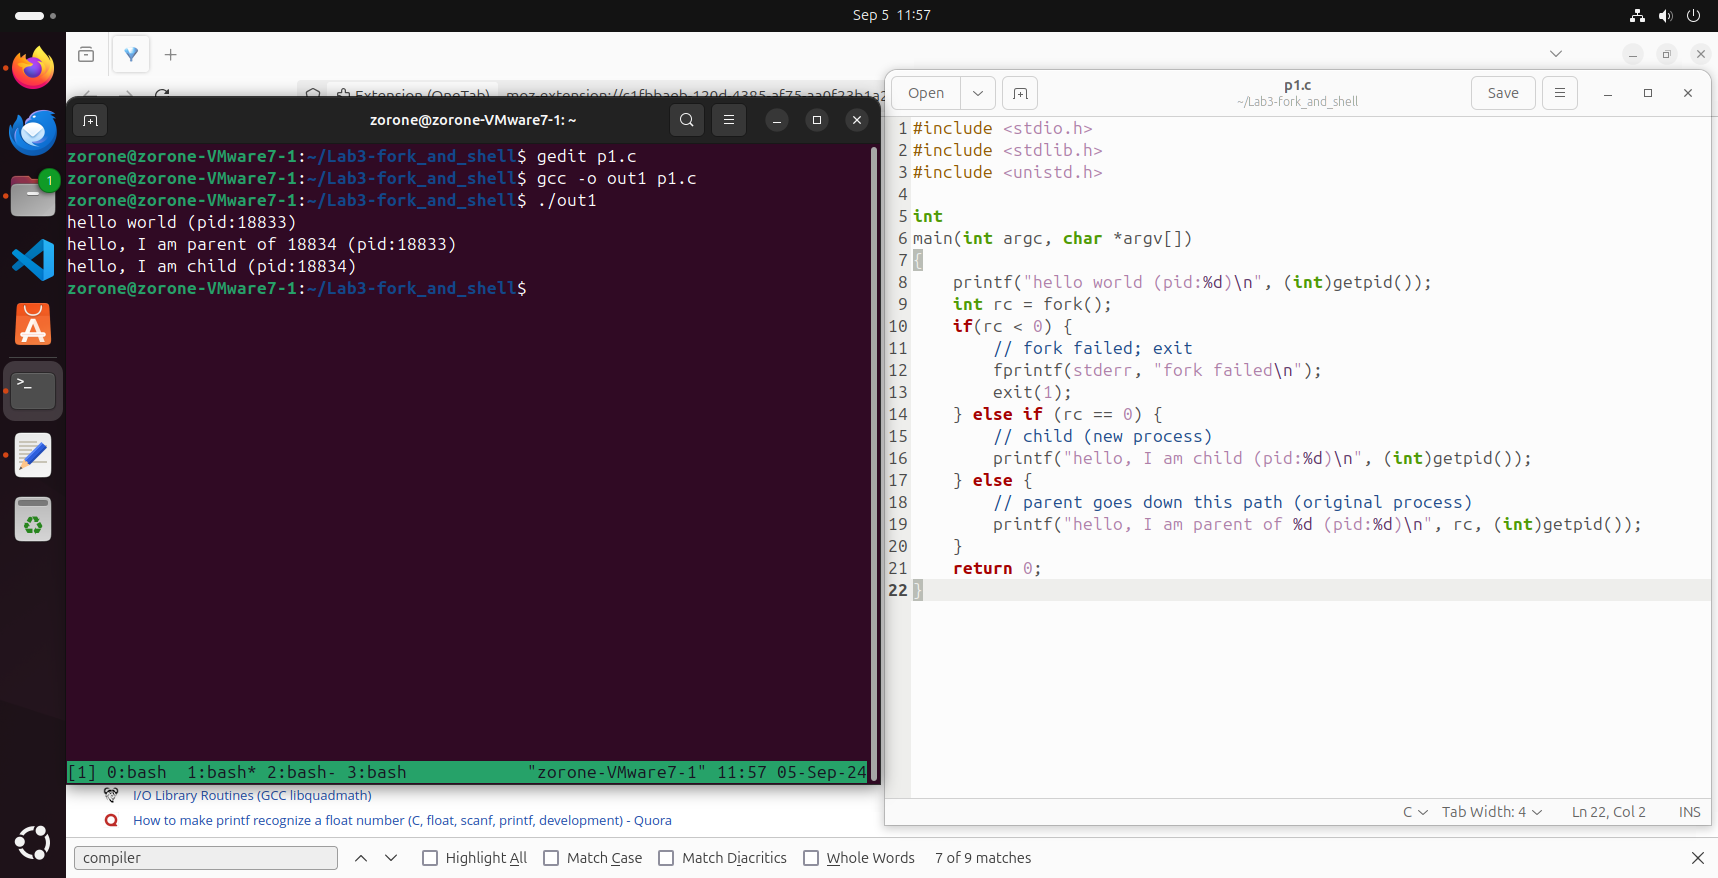 Sep 5 11:57
Extension (OneTab)
zorone@zorone-VMware7-1: ~
zorone@zorone-VMware7-1:~/Lab3-fork_and_shell$ gedit p1.c
zorone@zorone-VMware7-1:~/Lab3-fork_and_shell$ gcc -o out1 p1.c
zorone@zorone-VMware7-1:~/Lab3-fork_and_shell$ ./out1
hello world (pid:18833)
hello, I am parent of 18834 (pid:18833)
hello, I am child (pid:18834)
zorone@zorone-VMware7-1:~/Lab3-fork_and_shell$
[1] 0:bash  1:bash* 2:bash- 3:bash "zorone-VMware7-1" 11:57 05-Sep-24
1
>_
Open
p1.c
~/Lab3-fork_and_shell
Save
1 #include <stdio.h>
2 #include <stdlib.h>
3 #include <unistd.h>
4
5 int
6 main(int argc, char *argv[])
7 {
8     printf("hello world (pid:%d)\n", (int)getpid());
9     int rc = fork();
10     if(rc < 0) {
11         // fork failed; exit
12         fprintf(stderr, "fork failed\n");
13         exit(1);
14     } else if (rc == 0) {
15         // child (new process)
16         printf("hello, I am child (pid:%d)\n", (int)getpid());
17     } else {
18         // parent goes down this path (original process)
19         printf("hello, I am parent of %d (pid:%d)\n", rc, (int)getpid());
20     }
21     return 0;
22 }
C Tab Width: 4 Ln 22, Col 2 INS
I/O Library Routines (GCC libquadmath)
How to make printf recognize a float number (C, float, scanf, printf, development) - Quora
compiler Highlight All Match Case Match Diacritics Whole Words 7 of 9 matches